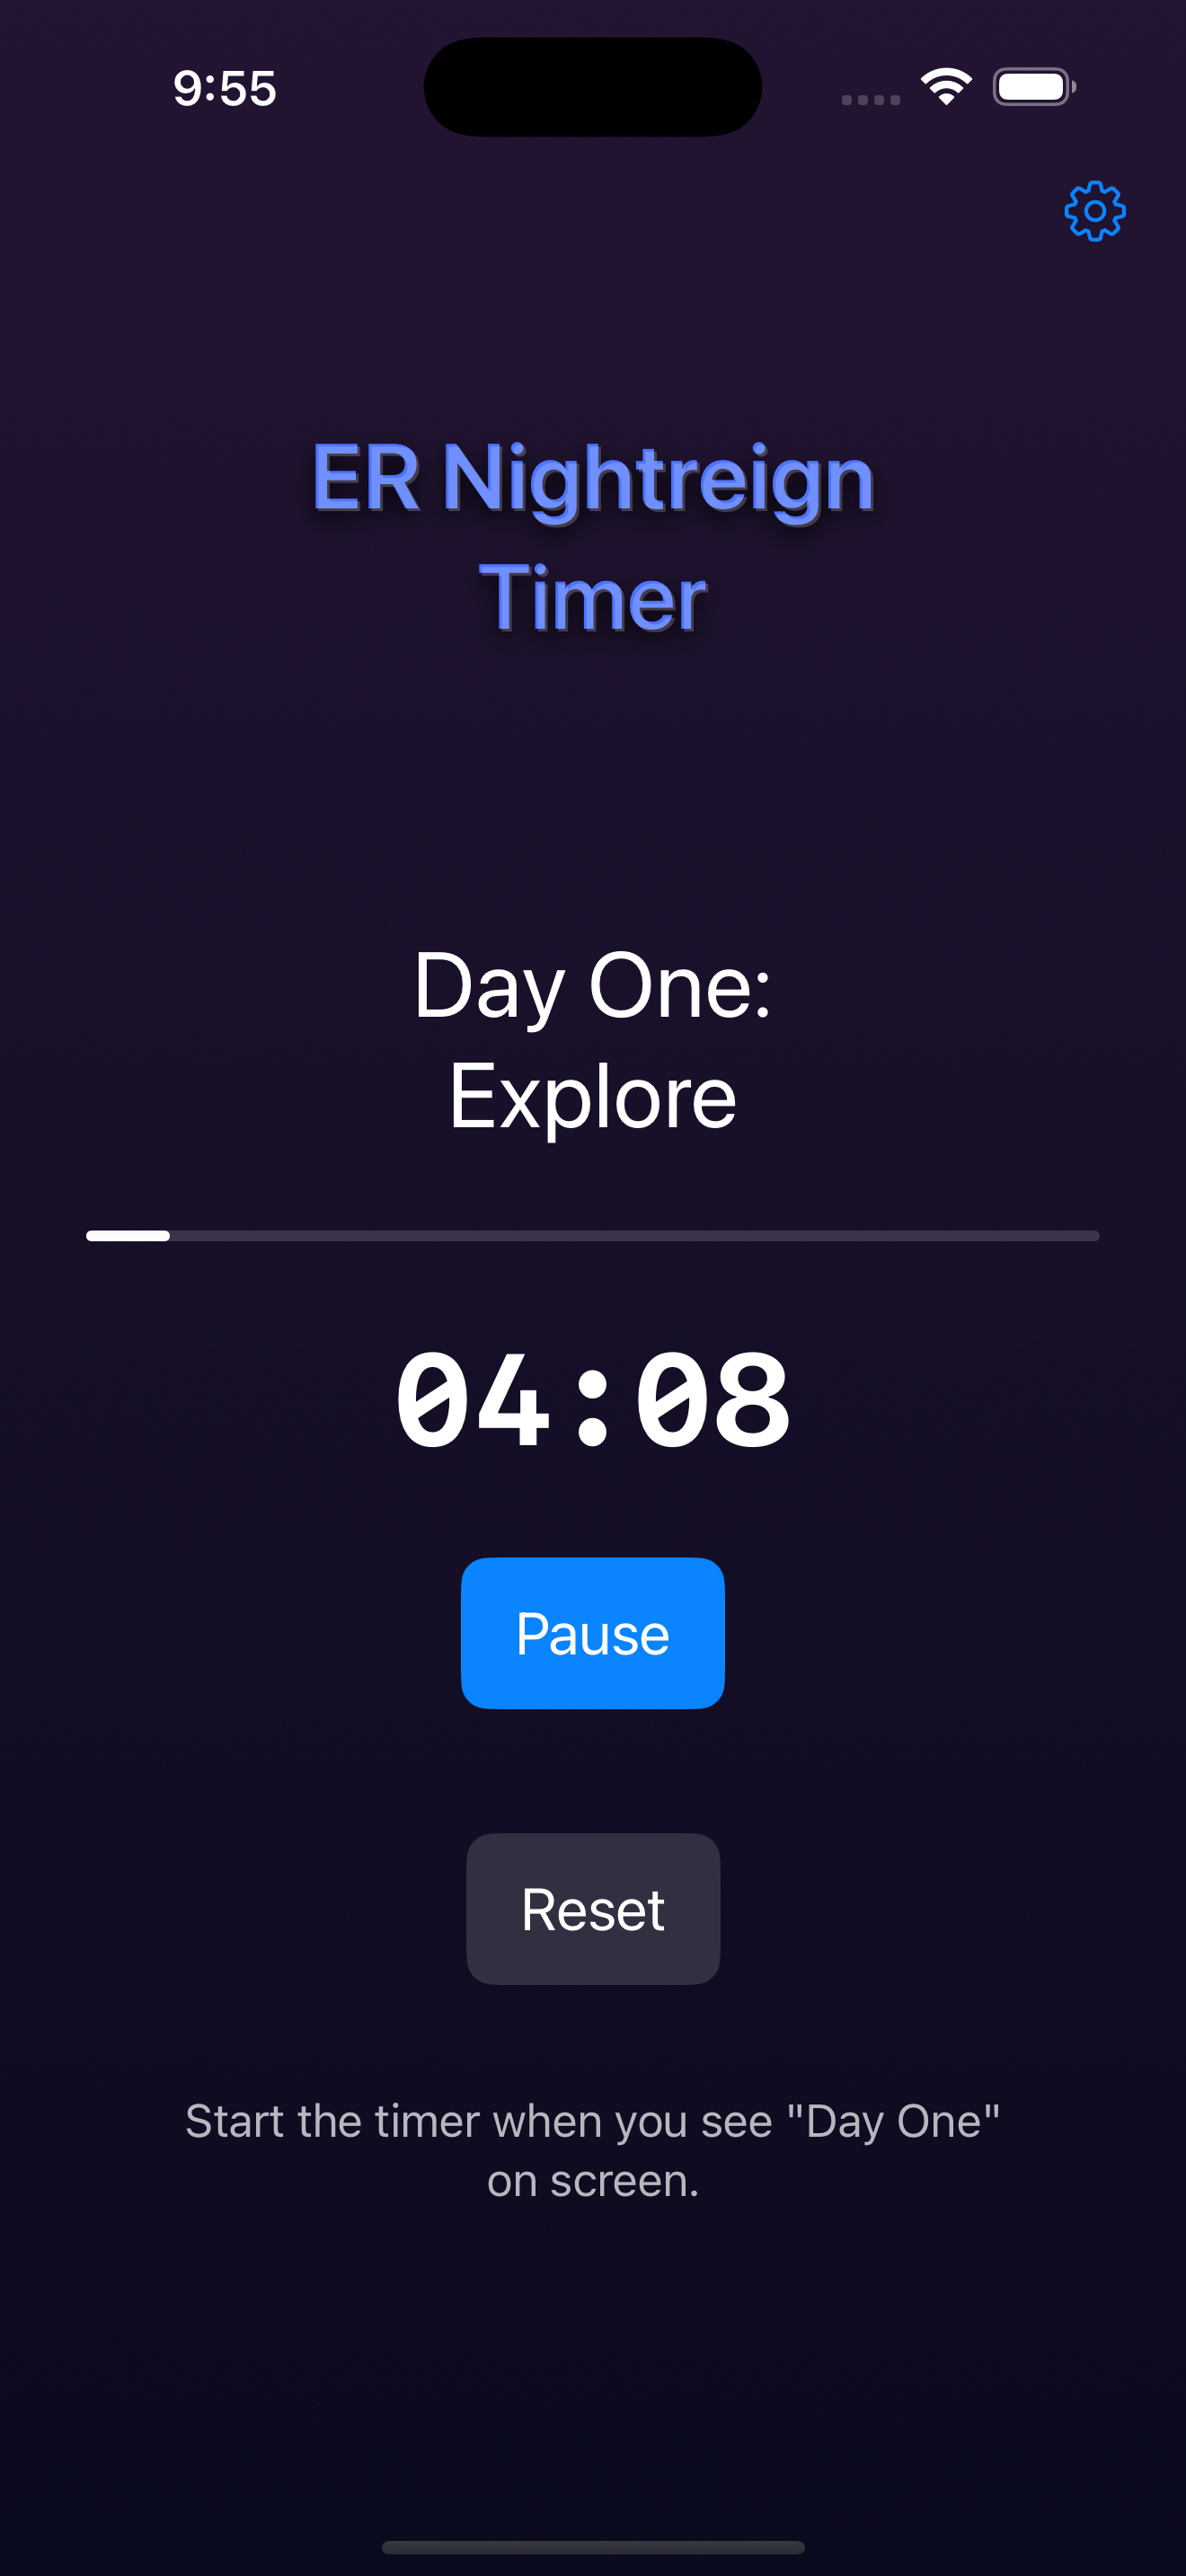 9:55
ER Nightreign
Timer
Day One:
Explore
04:08
Pause
Reset
Start the timer when you see "Day One"
on screen.